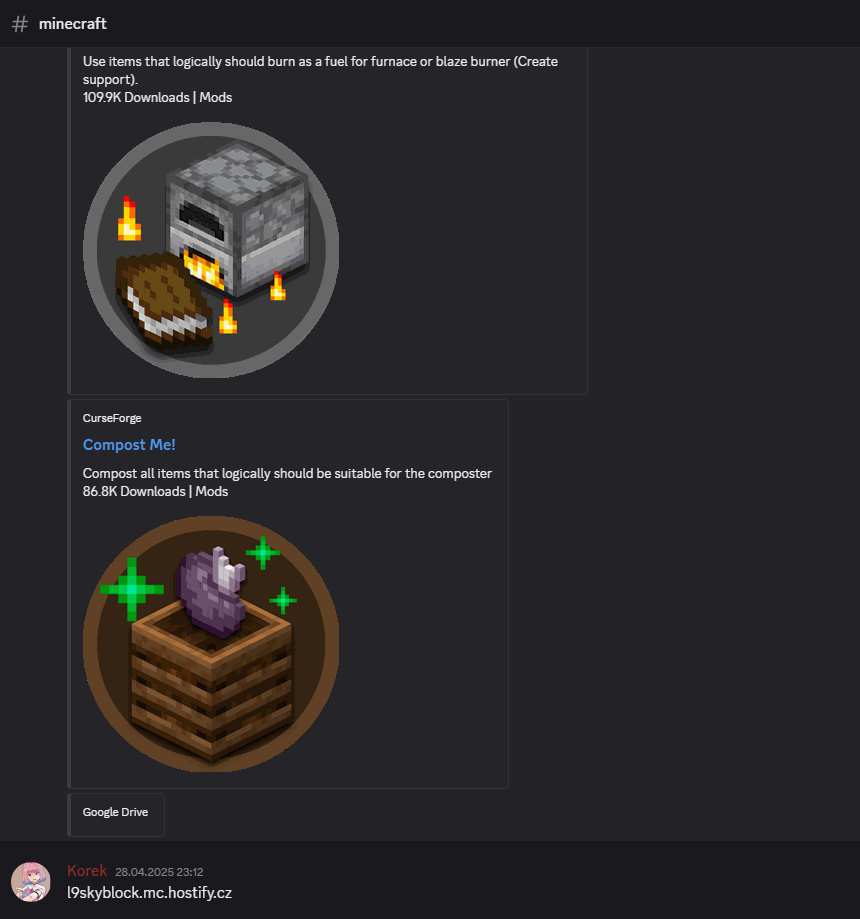 # minecraft
Use items that logically should burn as a fuel for furnace or blaze burner (Create
support).
109.9K Downloads | Mods
CurseForge
Compost Me!
Compost all items that logically should be suitable for the composter
86.8K Downloads | Mods
Google Drive
Korek 28.04.2025 23:12
l9skyblock.mc.hostify.cz